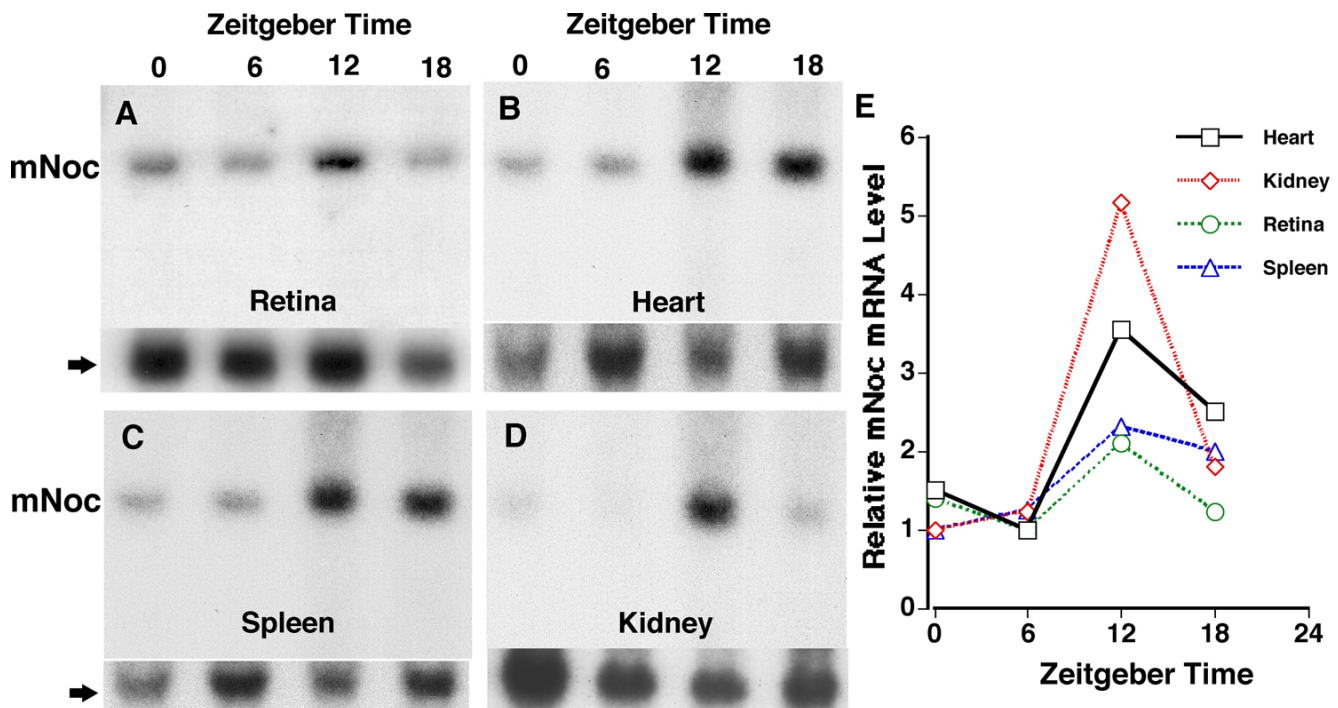 Zeitgeber Time
0 6 12 18
A
mNoc
Retina
Zeitgeber Time
0 6 12 18
B
Heart
C
mNoc
Spleen
D
Kidney
E
Relative mNoc mRNA Level
6
5
4
3
2
1
0
0 6 12 18 24
Zeitgeber Time
Heart
Kidney
Retina
Spleen